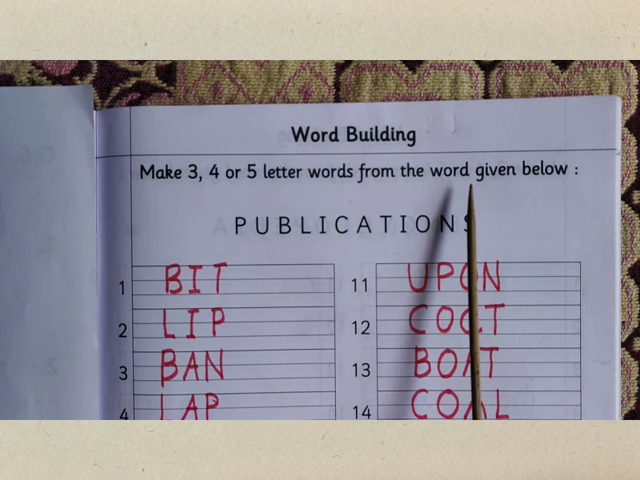 Word Building
Make 3, 4 or 5 letter words from the word given below :
PUBLICATIONS
1 BIT
2 LIP
3 BAN
4 LAP
11 UPON
12
13 BOAT
14 COAL